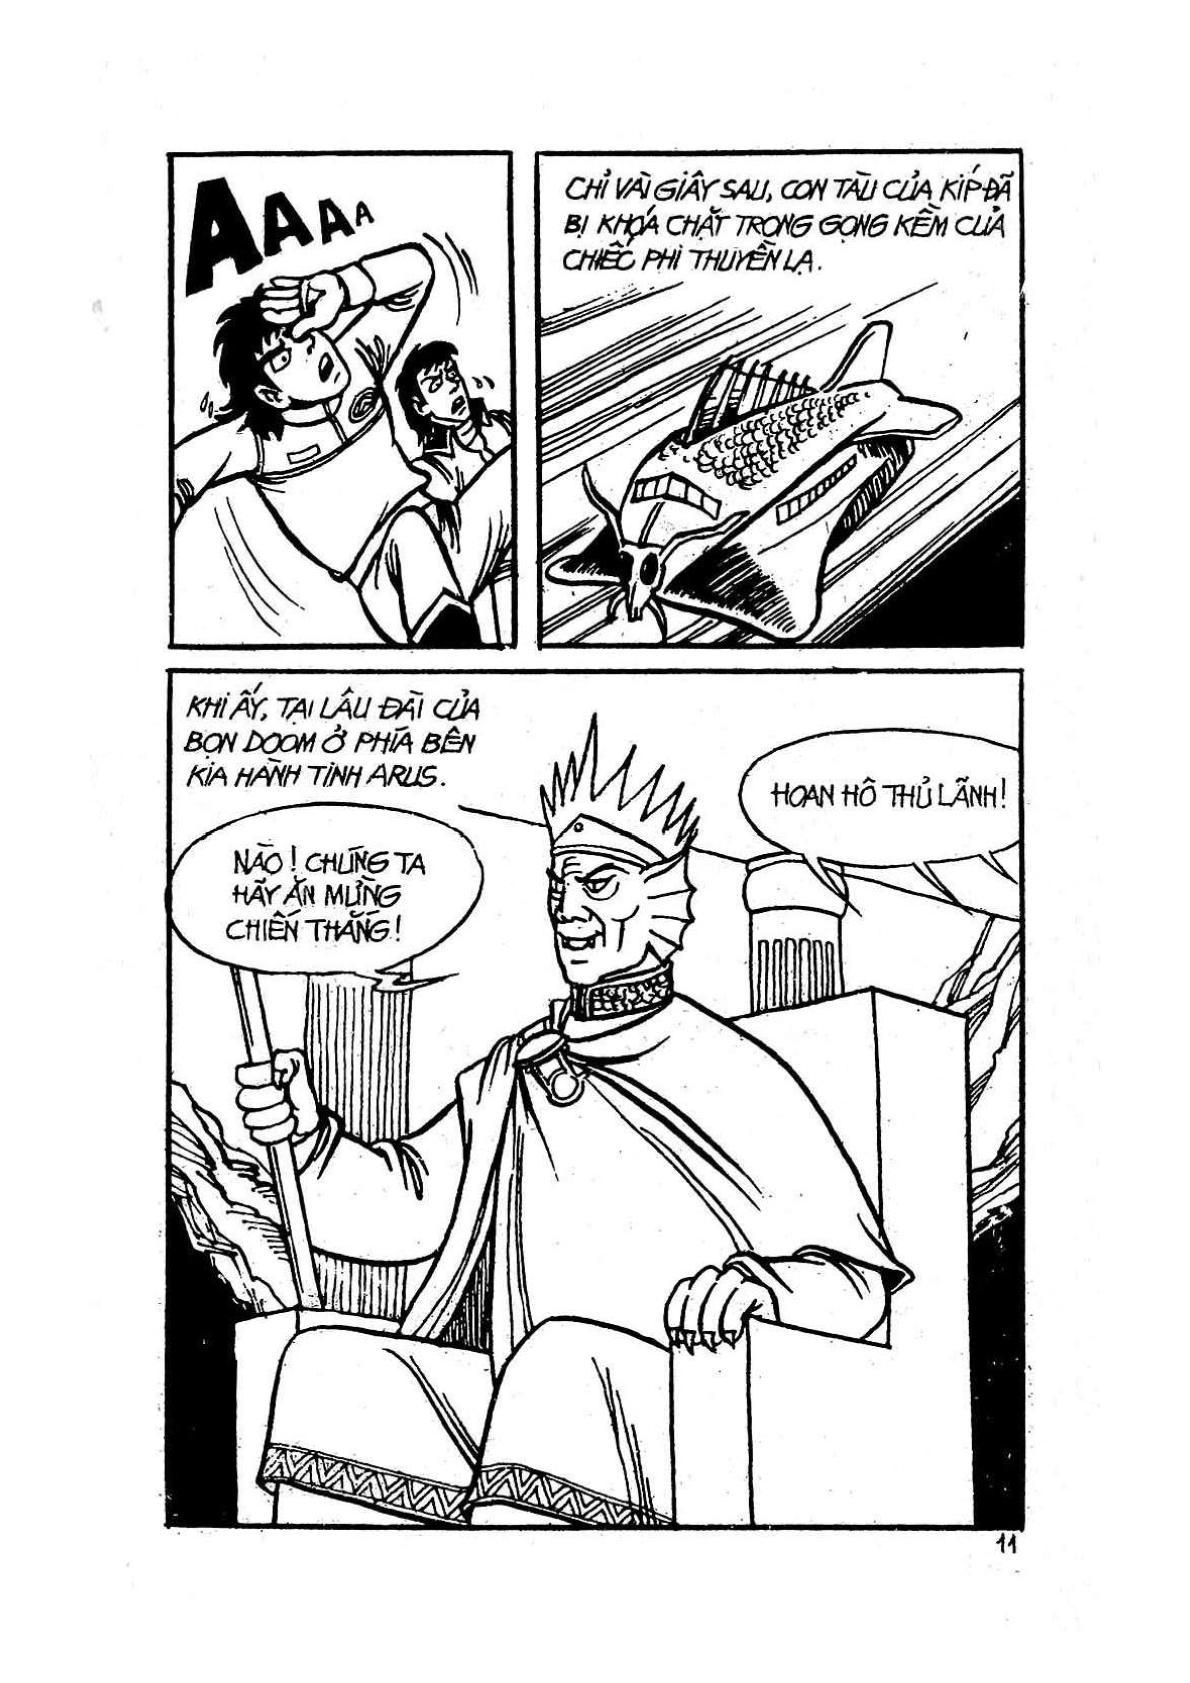 AAAA
CHỈ VÀI GIÂY SAU, CON TÀU CỦA KÍP ĐÃ
BỊ KHÓA CHẶT TRONG GỌNG KỀM CỦA
CHIẾC PHI THUYỀN LẠ.
KHI ẤY, TẠI LÂU ĐÀI CỦA
BỌN DOOM Ở PHÍA BÊN
KIA HÀNH TINH ARUS.
HOAN HÔ THỦ LÃNH!
NÀO! CHÚNG TA
HÃY ĂN MỪNG
CHIẾN THẮNG!
11